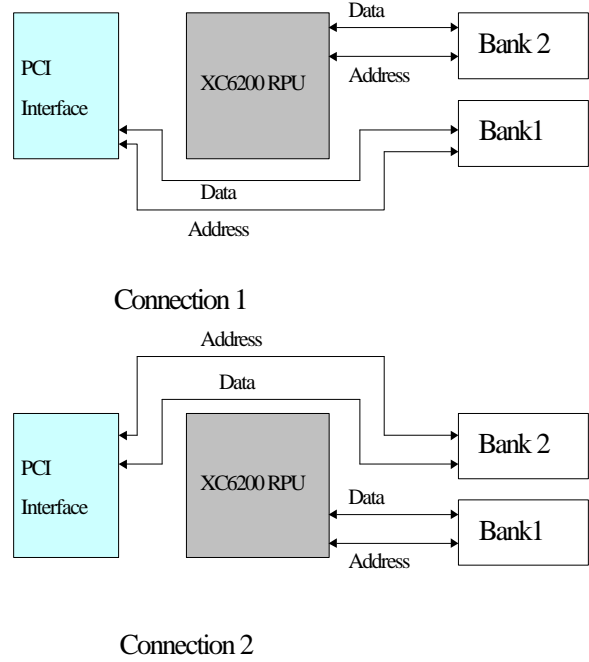 Data
Bank 2
PCI
Interface
XC6200 RPU
Address
Bank1
Data
Address
Connection 1
Address
Data
Bank 2
PCI
Interface
XC6200 RPU
Data
Bank1
Address
Connection 2